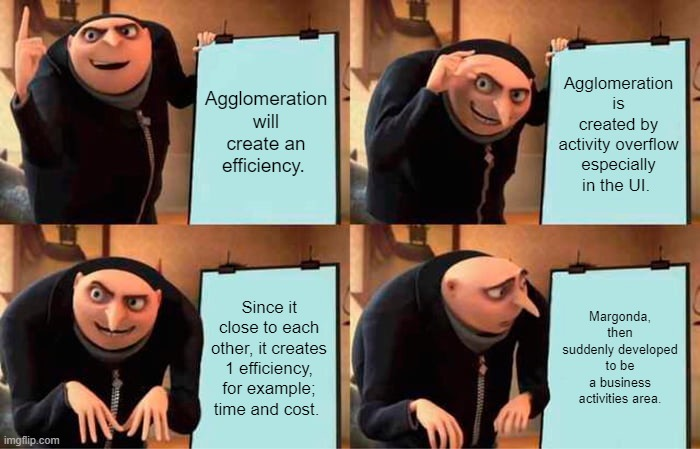 Agglomeration
will
create an
efficiency.
Agglomeration
is
created by
activity overflow
especially
in the UI.
Since it
close to each
other, it creates
1 efficiency,
for example;
time and cost.
Margonda,
then
suddenly developed
to be
a business
activities area.
imgflip.com